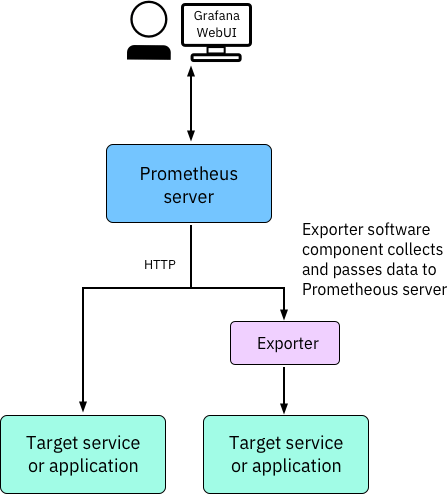 Grafana
WebUI
Prometheus
server
HTTP
Exporter software
component collects
and passes data to
Prometheous server
Exporter
Target service
or application
Target service
or application